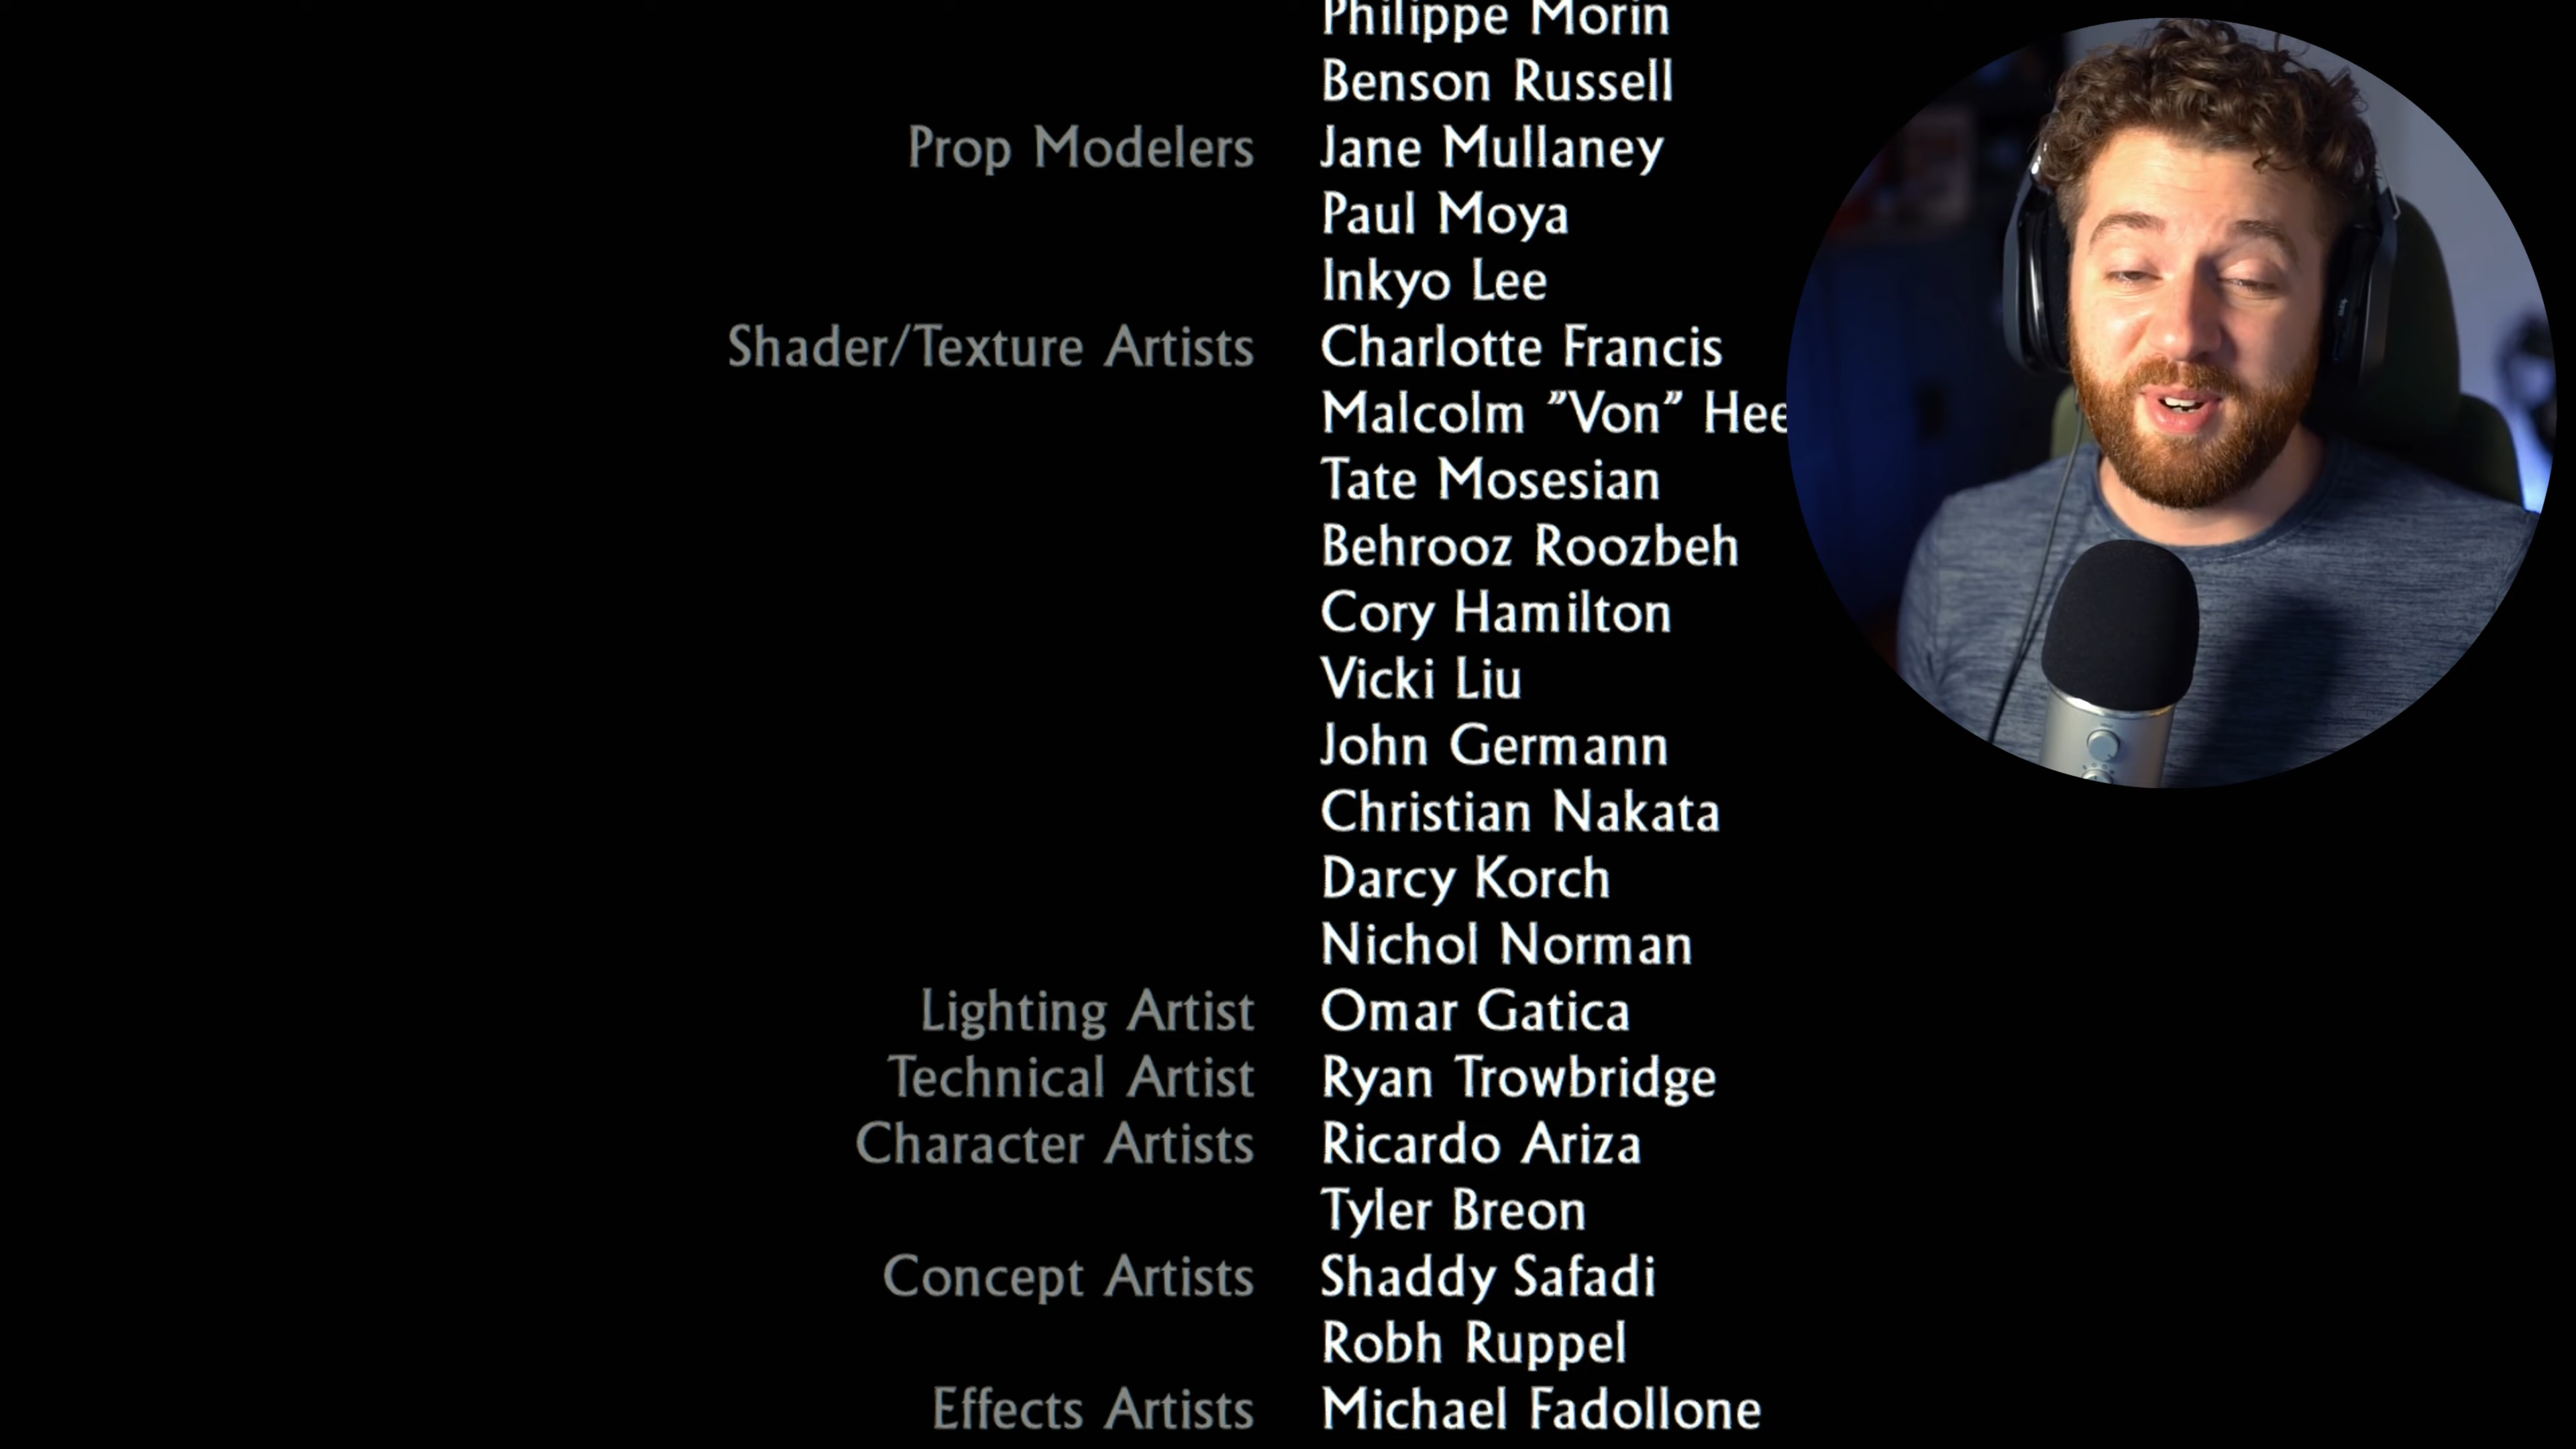 Philippe Morin
Benson Russell
Prop Modelers Jane Mullaney
Paul Moya
Inkyo Lee
Shader/Texture Artists Charlotte Francis
Malcolm "Von"
Tate Mosesian
Behrooz Roozbeh
Cory Hamilton
Vicki Liu
John Germann
Christian Nakata
Darcy Korch
Nichol Norman
Lighting Artist Omar Gatica
Technical Artist Ryan Trowbridge
Character Artists Ricardo Ariza
Tyler Breon
Concept Artists Shaddy Safadi
Robh Ruppel
Effects Artists Michael Fadollone